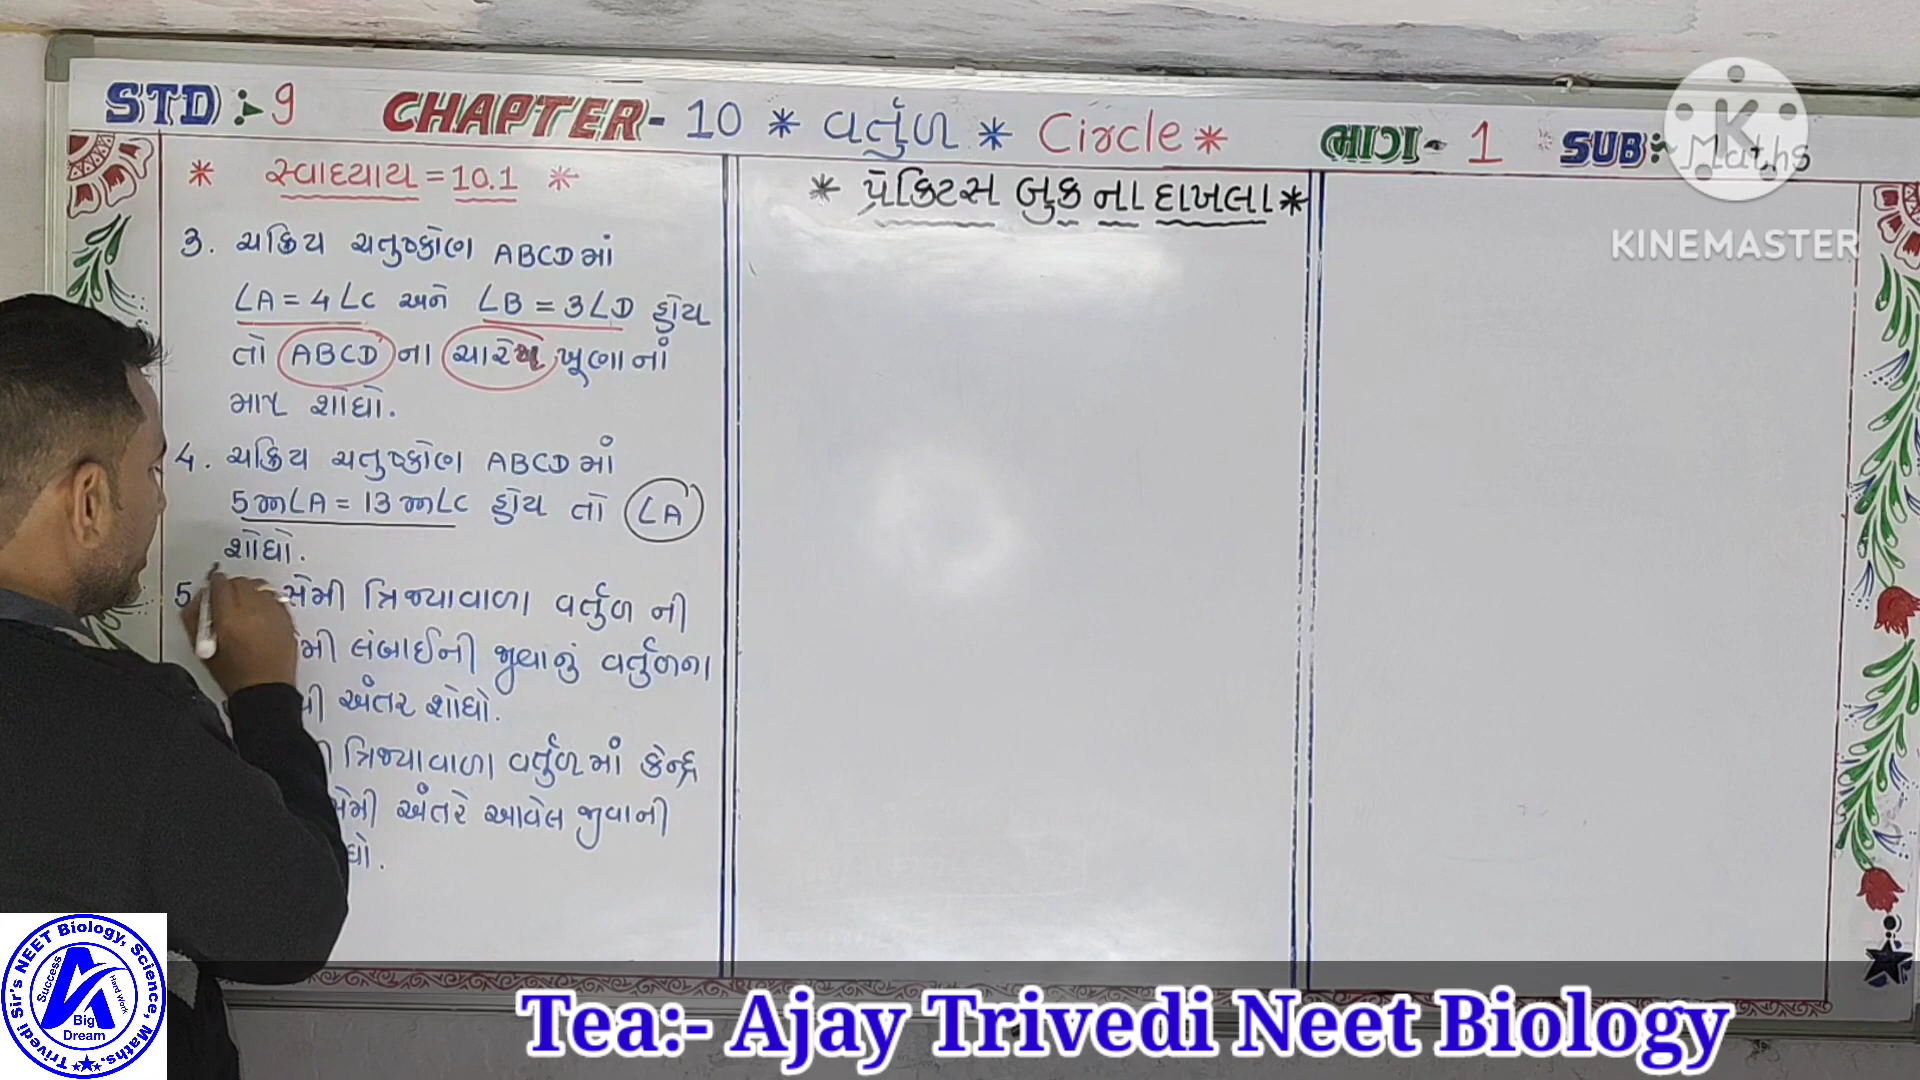 STD :- 9 CHAPTER- 10 * વર્તુળ * Circle * ભાગ- 1 * SUB:-
K
KINEMASTER
* સ્વાધ્યાય = 10.1 *
3. ચક્રિય ચતુષ્કોણ ABCD માં
∠A = 4∠C અને ∠B = 3∠D હોય
તો ABCD ના ચારેય ખૂણાનાં
માપ શોધો.
4. ચક્રિય ચતુષ્કોણ ABCD માં
5m∠A = 13m∠C હોય તો ∠A
શોધો.
5 સેમી ત્રિજ્યાવાળા વર્તુળ ની
મી લંબાઈની જીવાનું વર્તુળના
થી અંતર શોધો.
ત્રિજ્યાવાળા વર્તુળમાં કેન્દ્ર
સેમી અંતરે આવેલ જીવાની
ધો.
* પ્રેક્ટિસ બુક ના દાખલા *
Trivedi Sir's NEET Biology, Science, Maths.
Success
Hard Work
Big
Dream
Tea:- Ajay Trivedi Neet Biology